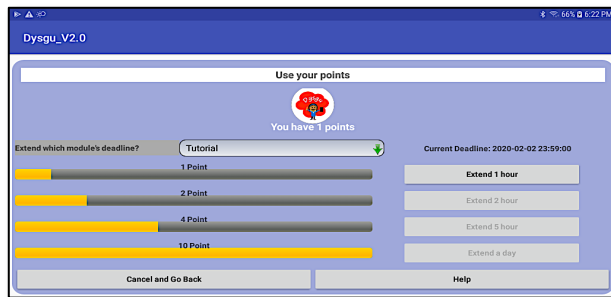 66% 6:22 PM
Dysgu_V2.0
Use your points
You have 1 points
Extend which module's deadline? Tutorial Current Deadline: 2020-02-02 23:59:00
1 Point Extend 1 hour
2 Point Extend 2 hour
4 Point Extend 5 hour
10 Point Extend a day
Cancel and Go Back Help